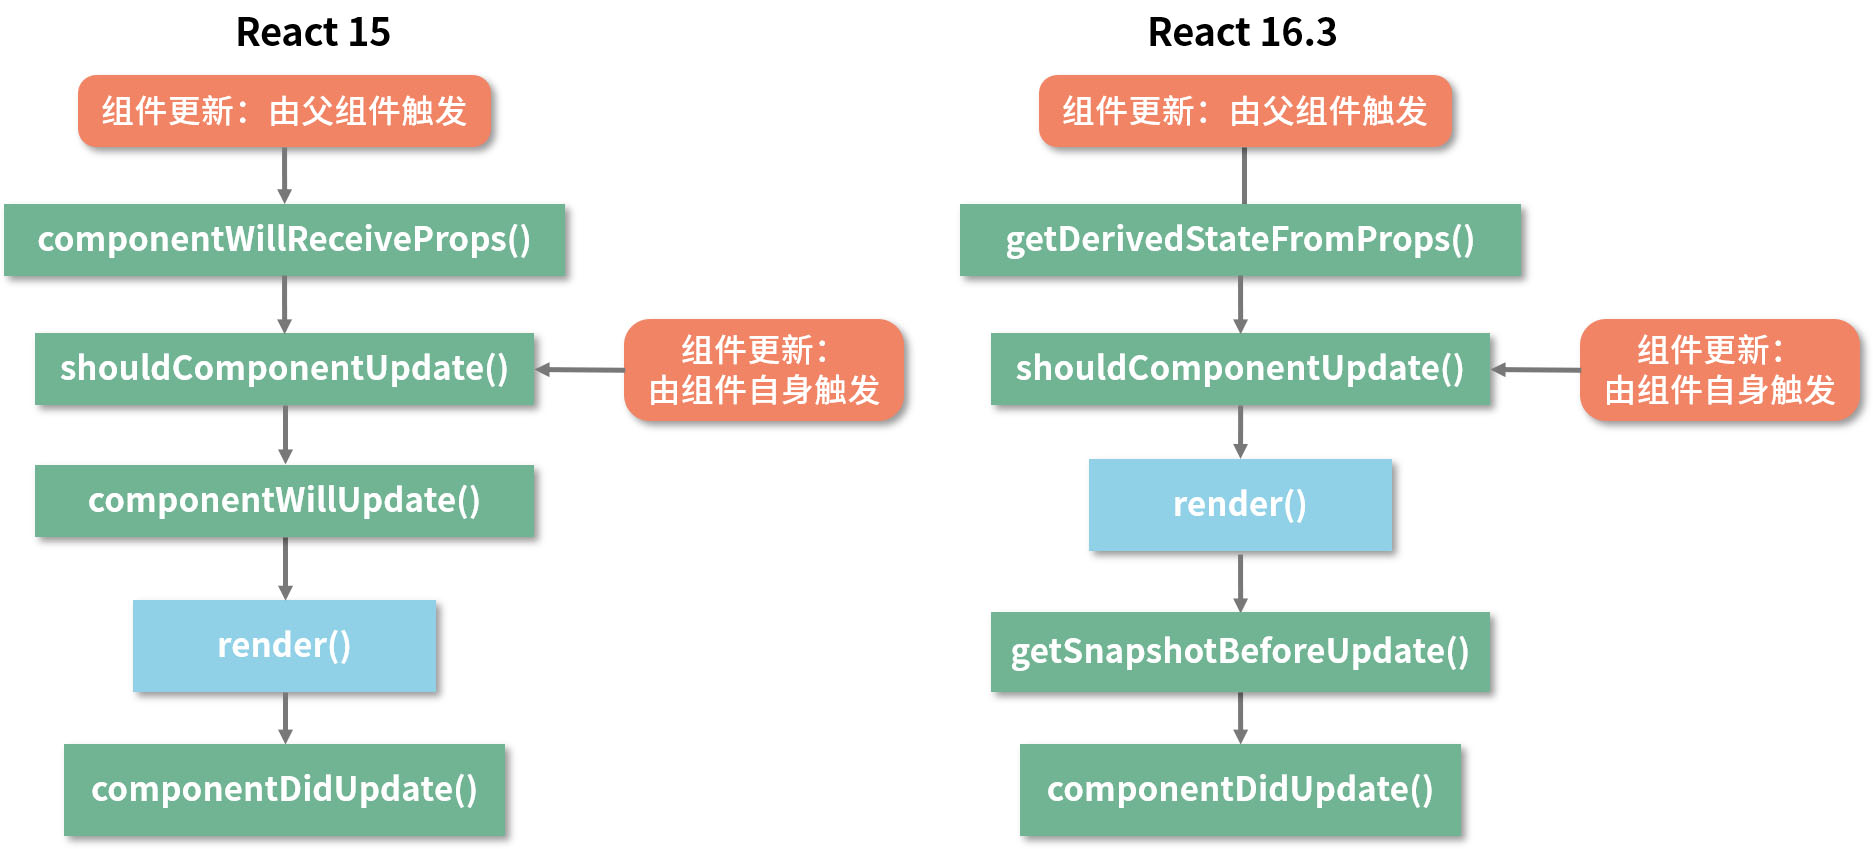 React 15
组件更新：由父组件触发
componentWillReceiveProps()
shouldComponentUpdate()
组件更新：
由组件自身触发
componentWillUpdate()
render()
componentDidUpdate()
React 16.3
组件更新：由父组件触发
getDerivedStateFromProps()
shouldComponentUpdate()
组件更新：
由组件自身触发
render()
getSnapshotBeforeUpdate()
componentDidUpdate()